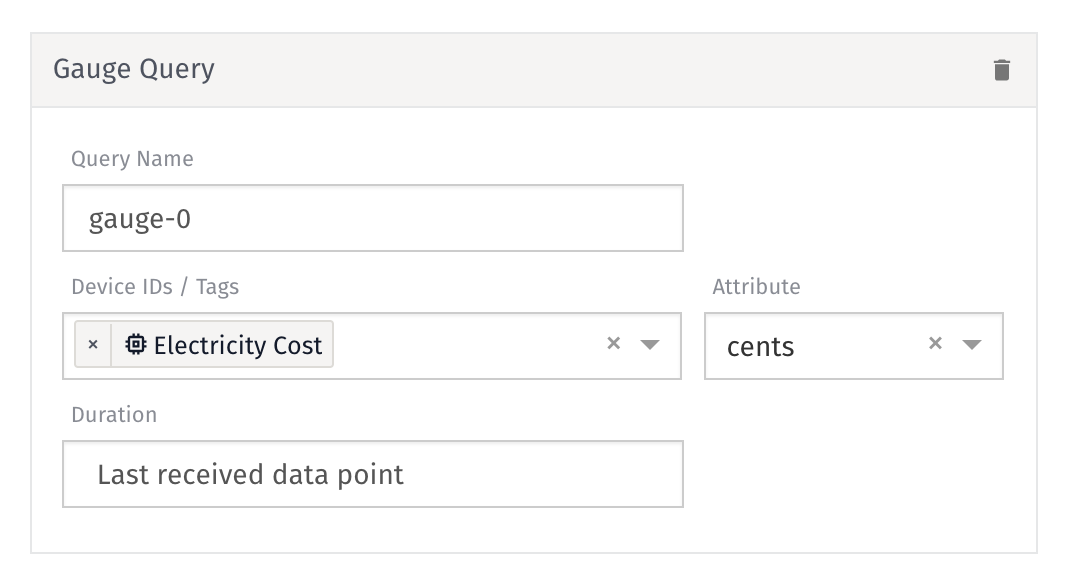 Gauge Query
Query Name
gauge-0
Device IDs / Tags
Attribute
× Electricity Cost ×
cents ×
Duration
Last received data point